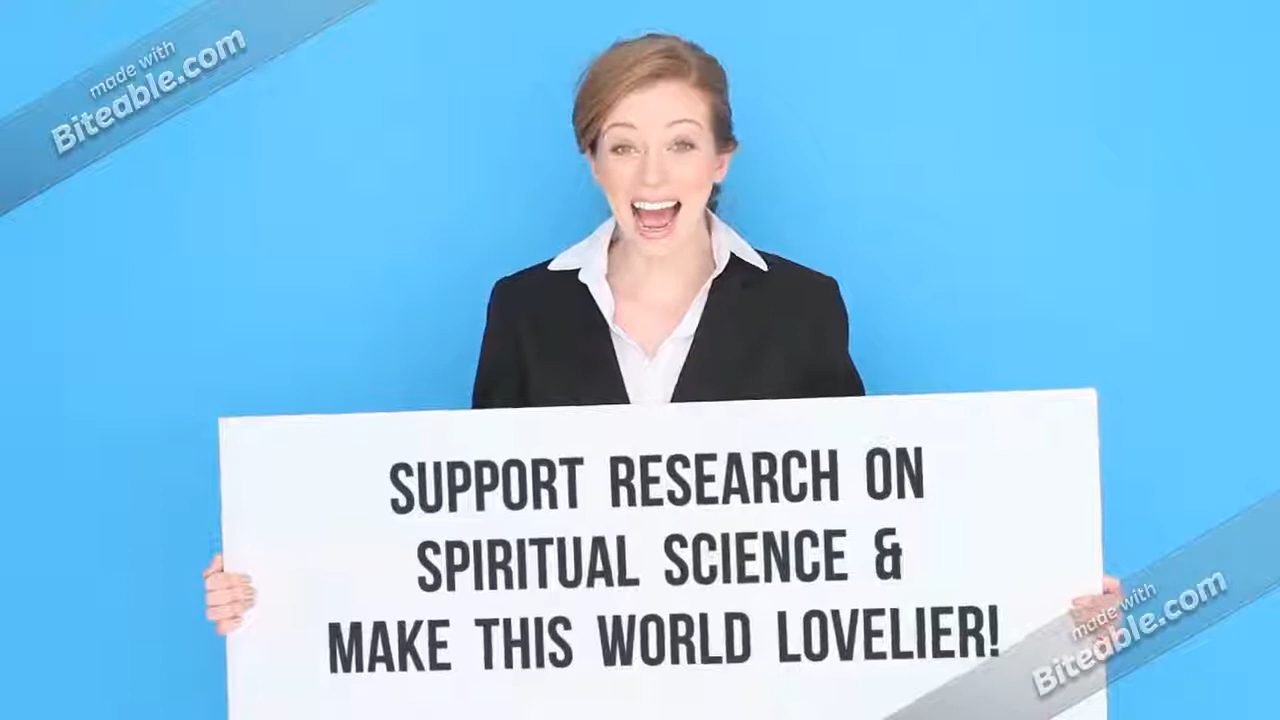 made with
Biteable.com
SUPPORT RESEARCH ON
SPIRITUAL SCIENCE &
MAKE THIS WORLD LOVELIER!
made with
Biteable.com